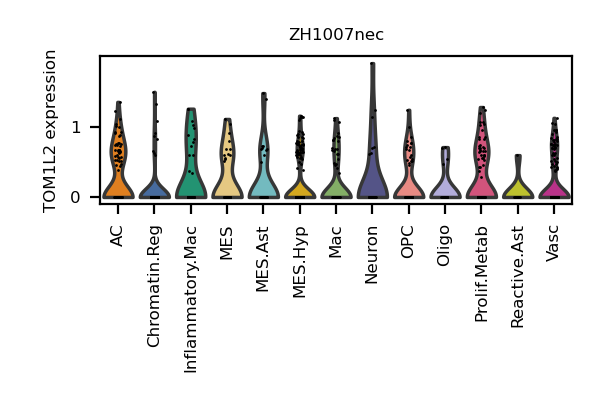 ZH1007nec
TOM1L2 expression
1
0
AC
Chromatin.Reg
Inflammatory.Mac
MES
MES.Ast
MES.Hyp
Mac
Neuron
OPC
Oligo
Prolif.Metab
Reactive.Ast
Vasc